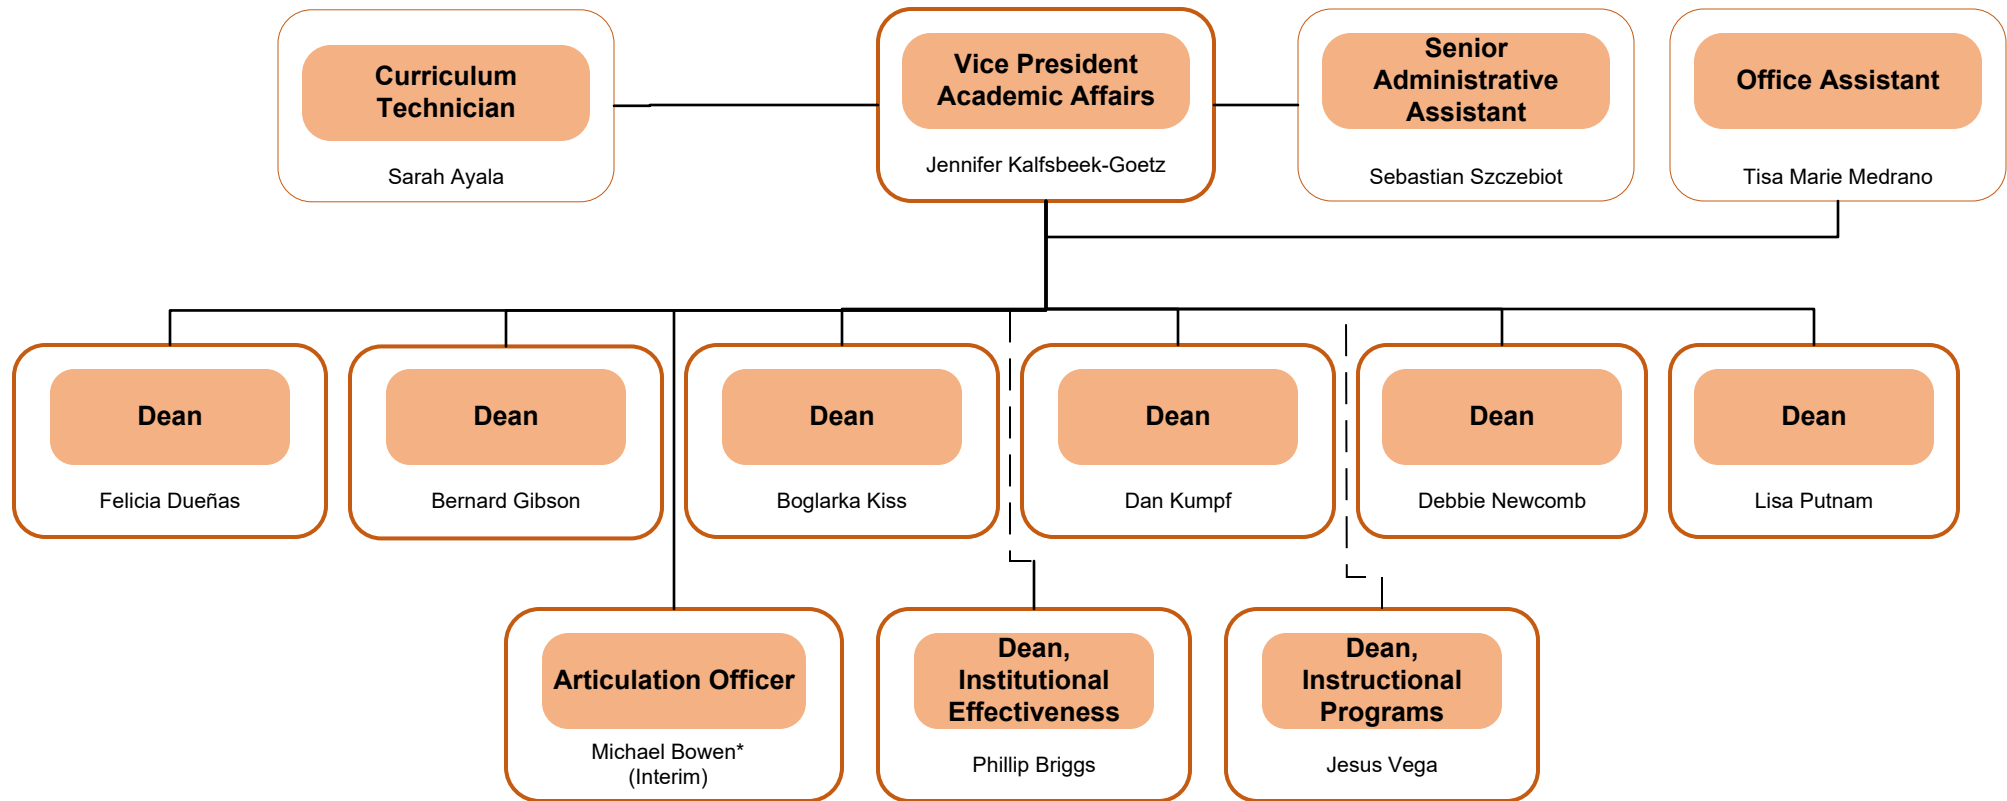 Curriculum
Technician
Sarah Ayala
Vice President
Academic Affairs
Jennifer Kalfsbeek-Goetz
Senior
Administrative
Assistant
Sebastian Szczebiot
Office Assistant
Tisa Marie Medrano
Dean
Felicia Dueñas
Dean
Bernard Gibson
Dean
Boglarka Kiss
Dean
Dan Kumpf
Dean
Debbie Newcomb
Dean
Lisa Putnam
Articulation Officer
Michael Bowen*
(Interim)
Dean,
Institutional
Effectiveness
Phillip Briggs
Dean,
Instructional
Programs
Jesus Vega